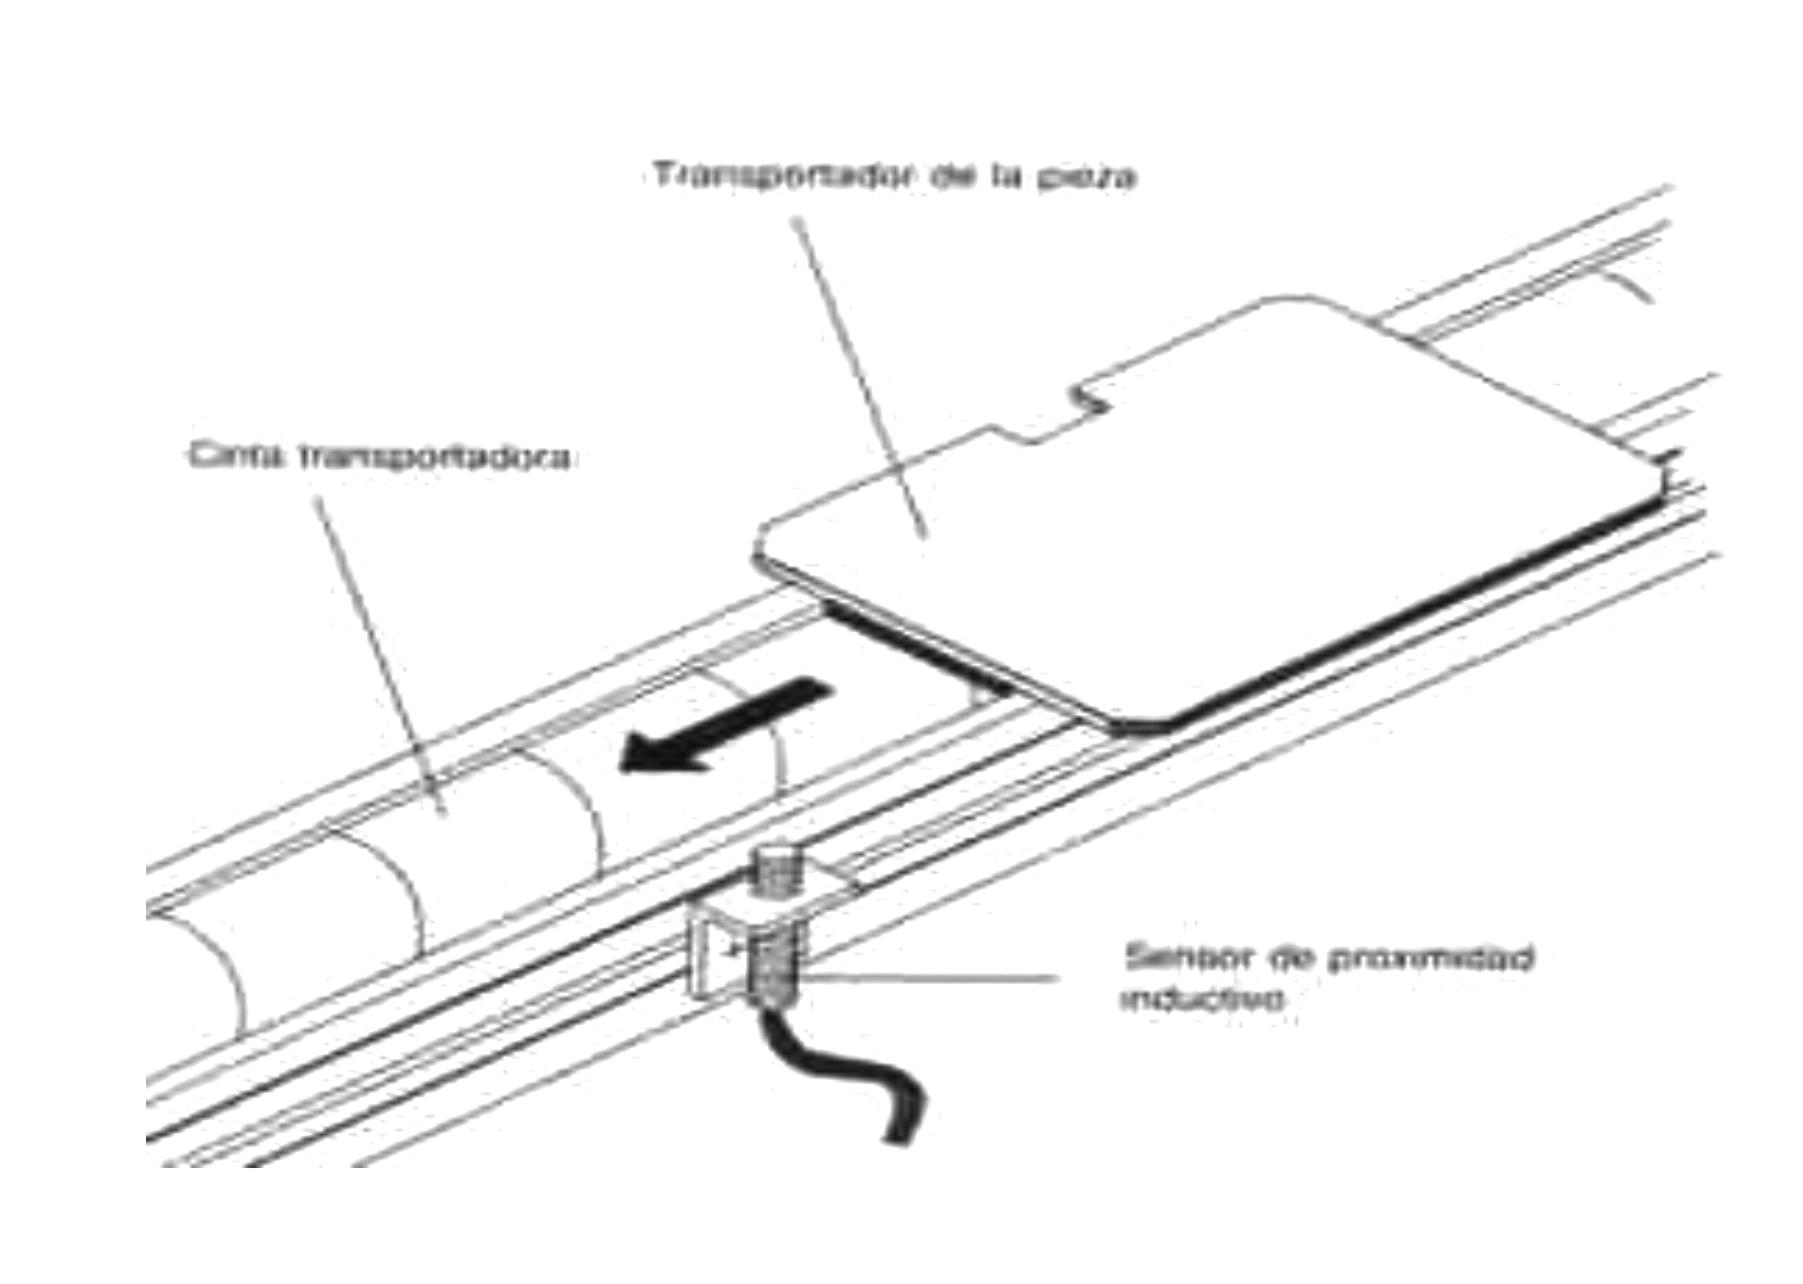 Transportador de la pieza
Cinta transportadora
Sensor de proximidad
inductivo